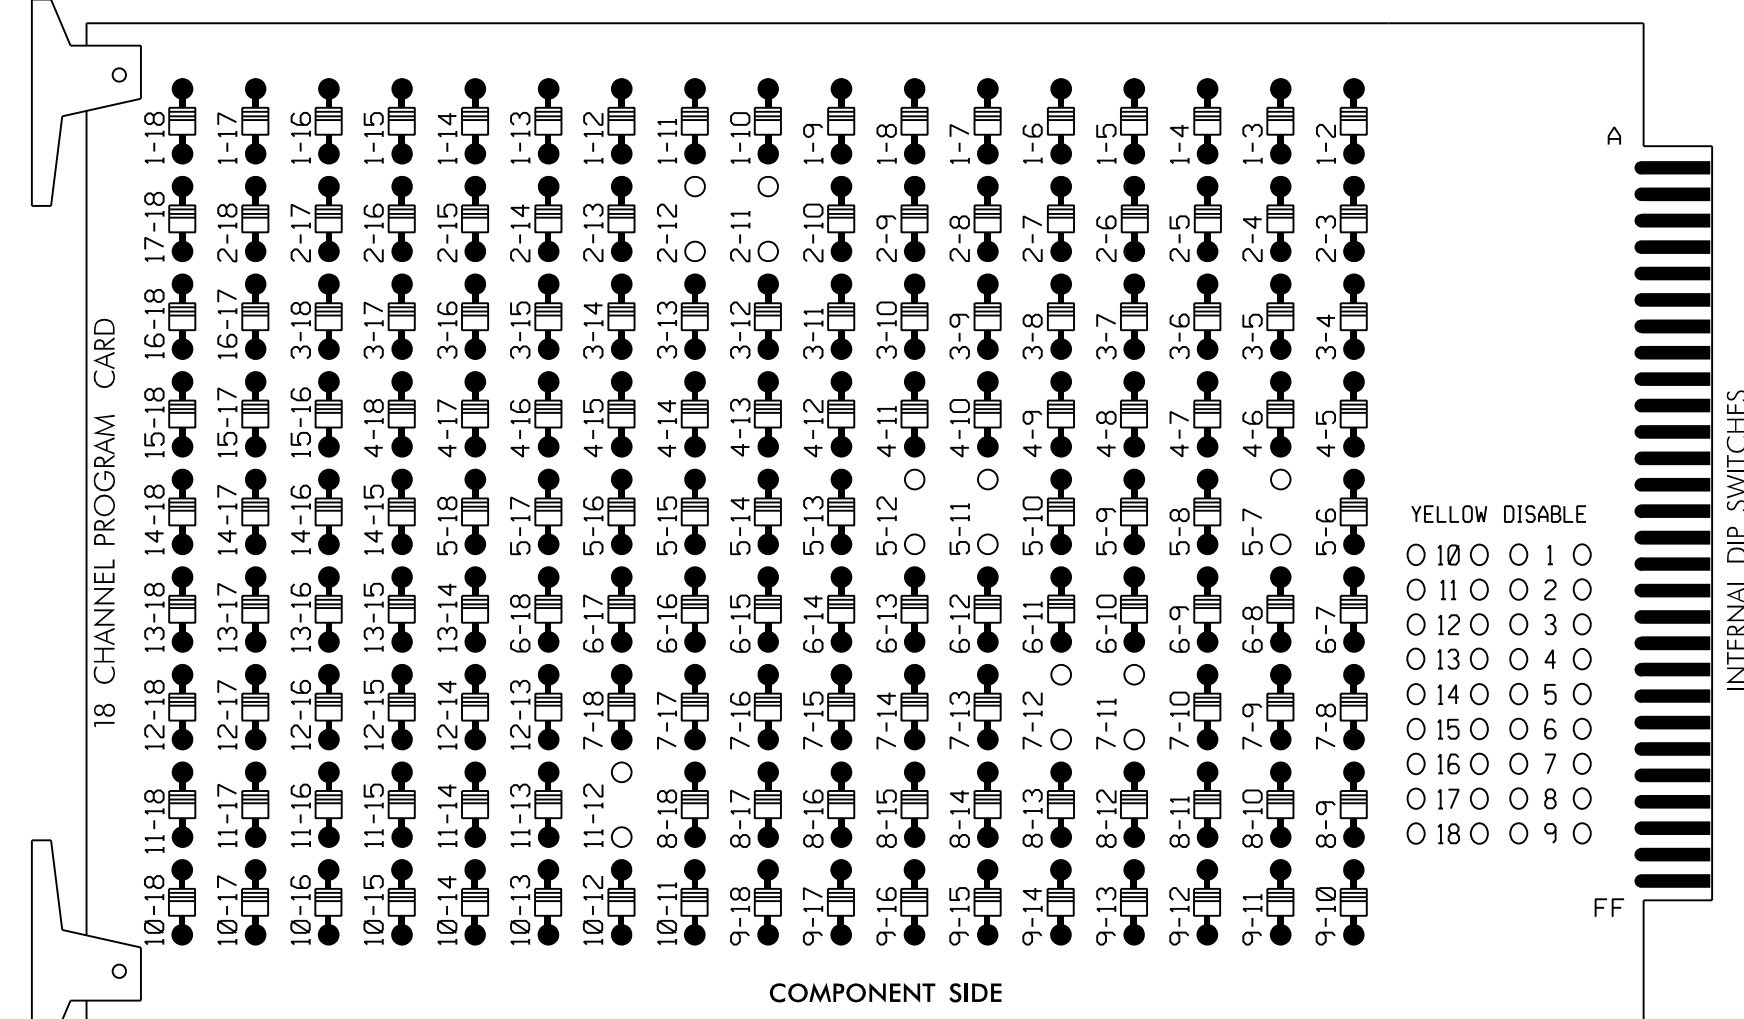 1-18 1-17 1-16 1-15 1-14 1-13 1-12 1-11 1-10 1-9 1-8 1-7 1-6 1-5 1-4 1-3 1-2
A
17-18 2-18 2-17 2-16 2-15 2-14 2-13 2-12 2-11 2-10 2-9 2-8 2-7 2-6 2-5 2-4 2-3
16-18 16-17 3-18 3-17 3-16 3-15 3-14 3-13 3-12 3-11 3-10 3-9 3-8 3-7 3-6 3-5 3-4
15-18 15-17 15-16 4-18 4-17 4-16 4-15 4-14 4-13 4-12 4-11 4-10 4-9 4-8 4-7 4-6 4-5
14-18 14-17 14-16 14-15 5-18 5-17 5-16 5-15 5-14 5-13 5-12 5-11 5-10 5-9 5-8 5-7 5-6
13-18 13-17 13-16 13-15 13-14 6-18 6-17 6-16 6-15 6-14 6-13 6-12 6-11 6-10 6-9 6-8 6-7
12-18 12-17 12-16 12-15 12-14 12-13 7-18 7-17 7-16 7-15 7-14 7-13 7-12 7-11 7-10 7-9 7-8
11-18 11-17 11-16 11-15 11-14 11-13 11-12 8-18 8-17 8-16 8-15 8-14 8-13 8-12 8-11 8-10 8-9
10-18 10-17 10-16 10-15 10-14 10-13 10-12 10-11 9-18 9-17 9-16 9-15 9-14 9-13 9-12 9-11 9-10
18 CHANNEL PROGRAM CARD
YELLOW DISABLE
10 1
11 2
12 3
13 4
14 5
15 6
16 7
17 8
18 9
FF
INTERNAL DIP SWITCHES
COMPONENT SIDE